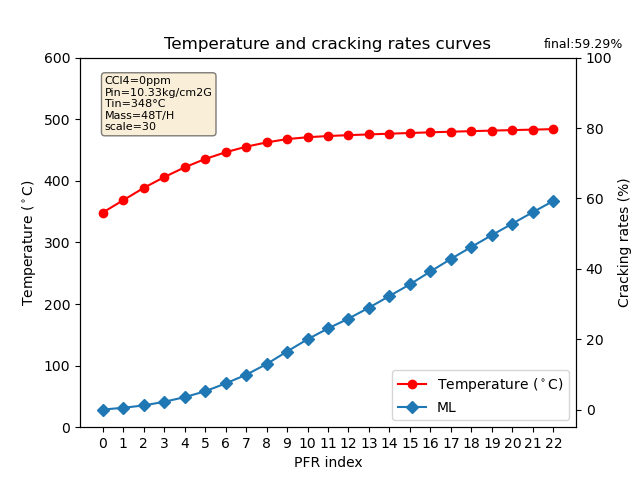 Temperature and cracking rates curves
final:59.29%
CCl4=0ppm
Pin=10.33kg/cm2G
Tin=348°C
Mass=48T/H
scale=30
600
500
400
300
200
100
0
Temperature (°C)
100
80
60
40
20
0
Cracking rates (%)
Temperature (°C)
ML
0 1 2 3 4 5 6 7 8 9 10 11 12 13 14 15 16 17 18 19 20 21 22
PFR index